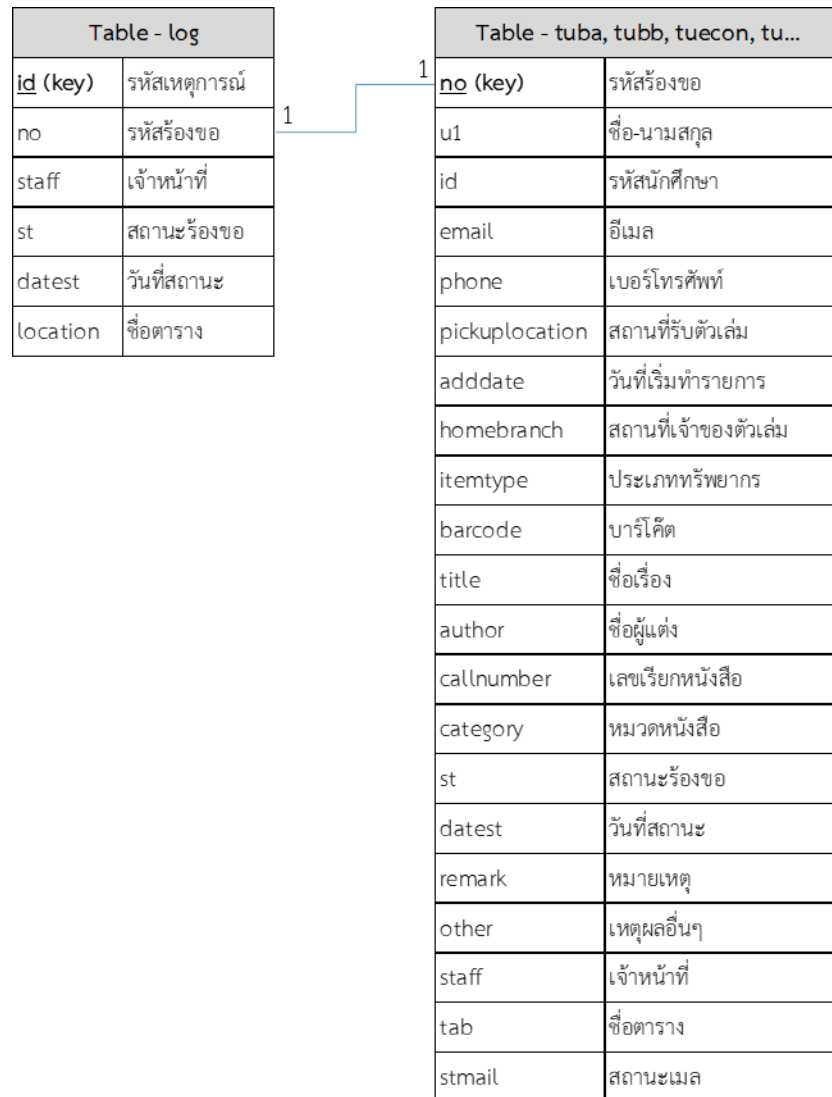 Table - log
id (key) รหัสเหตุการณ์
no รหัสร้องขอ
staff เจ้าหน้าที่
st สถานะร้องขอ
datest วันที่สถานะ
location ชื่อตาราง
1
1
Table - tuba, tubb, tuecon, tu...
no (key) รหัสร้องขอ
u1 ชื่อ-นามสกุล
id รหัสนักศึกษา
email อีเมล
phone เบอร์โทรศัพท์
pickuplocation สถานที่รับตัวเล่ม
adddate วันที่เริ่มทำรายการ
homebranch สถานที่เจ้าของตัวเล่ม
itemtype ประเภททรัพยากร
barcode บาร์โค๊ต
title ชื่อเรื่อง
author ชื่อผู้แต่ง
callnumber เลขเรียกหนังสือ
category หมวดหนังสือ
st สถานะร้องขอ
datest วันที่สถานะ
remark หมายเหตุ
other เหตุผลอื่นๆ
staff เจ้าหน้าที่
tab ชื่อตาราง
stmail สถานะเมล